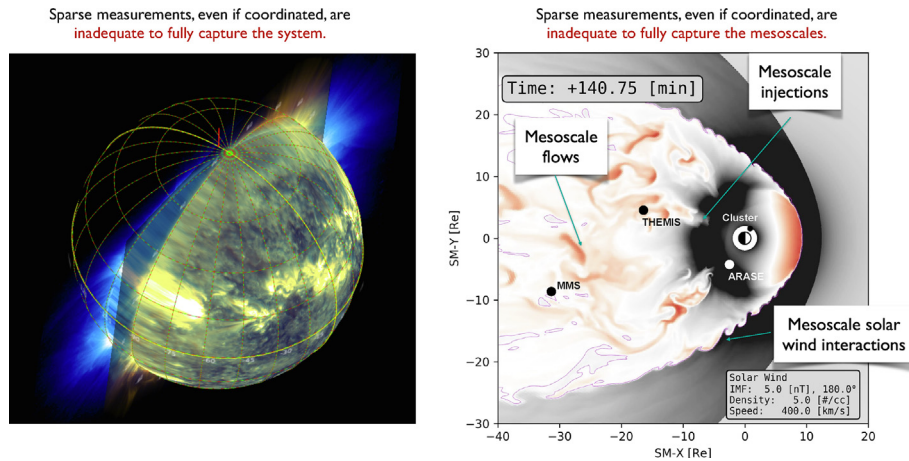 Sparse measurements, even if coordinated, are
inadequate to fully capture the system.
Sparse measurements, even if coordinated, are
inadequate to fully capture the mesoscales.
Time: +140.75 [min]
Mesoscale
injections
Mesoscale
flows
THEMIS
Cluster
ARASE
MMS
Mesoscale solar
wind interactions
Solar Wind
IMF: 5.0 [nT], 180.0°
Density: 5.0 [#/cc]
Speed: 400.0 [km/s]
SM-Y [Re]
30
20
10
0
−10
−20
−30
−40
−30
−20
−10
0
10
20
SM-X [Re]